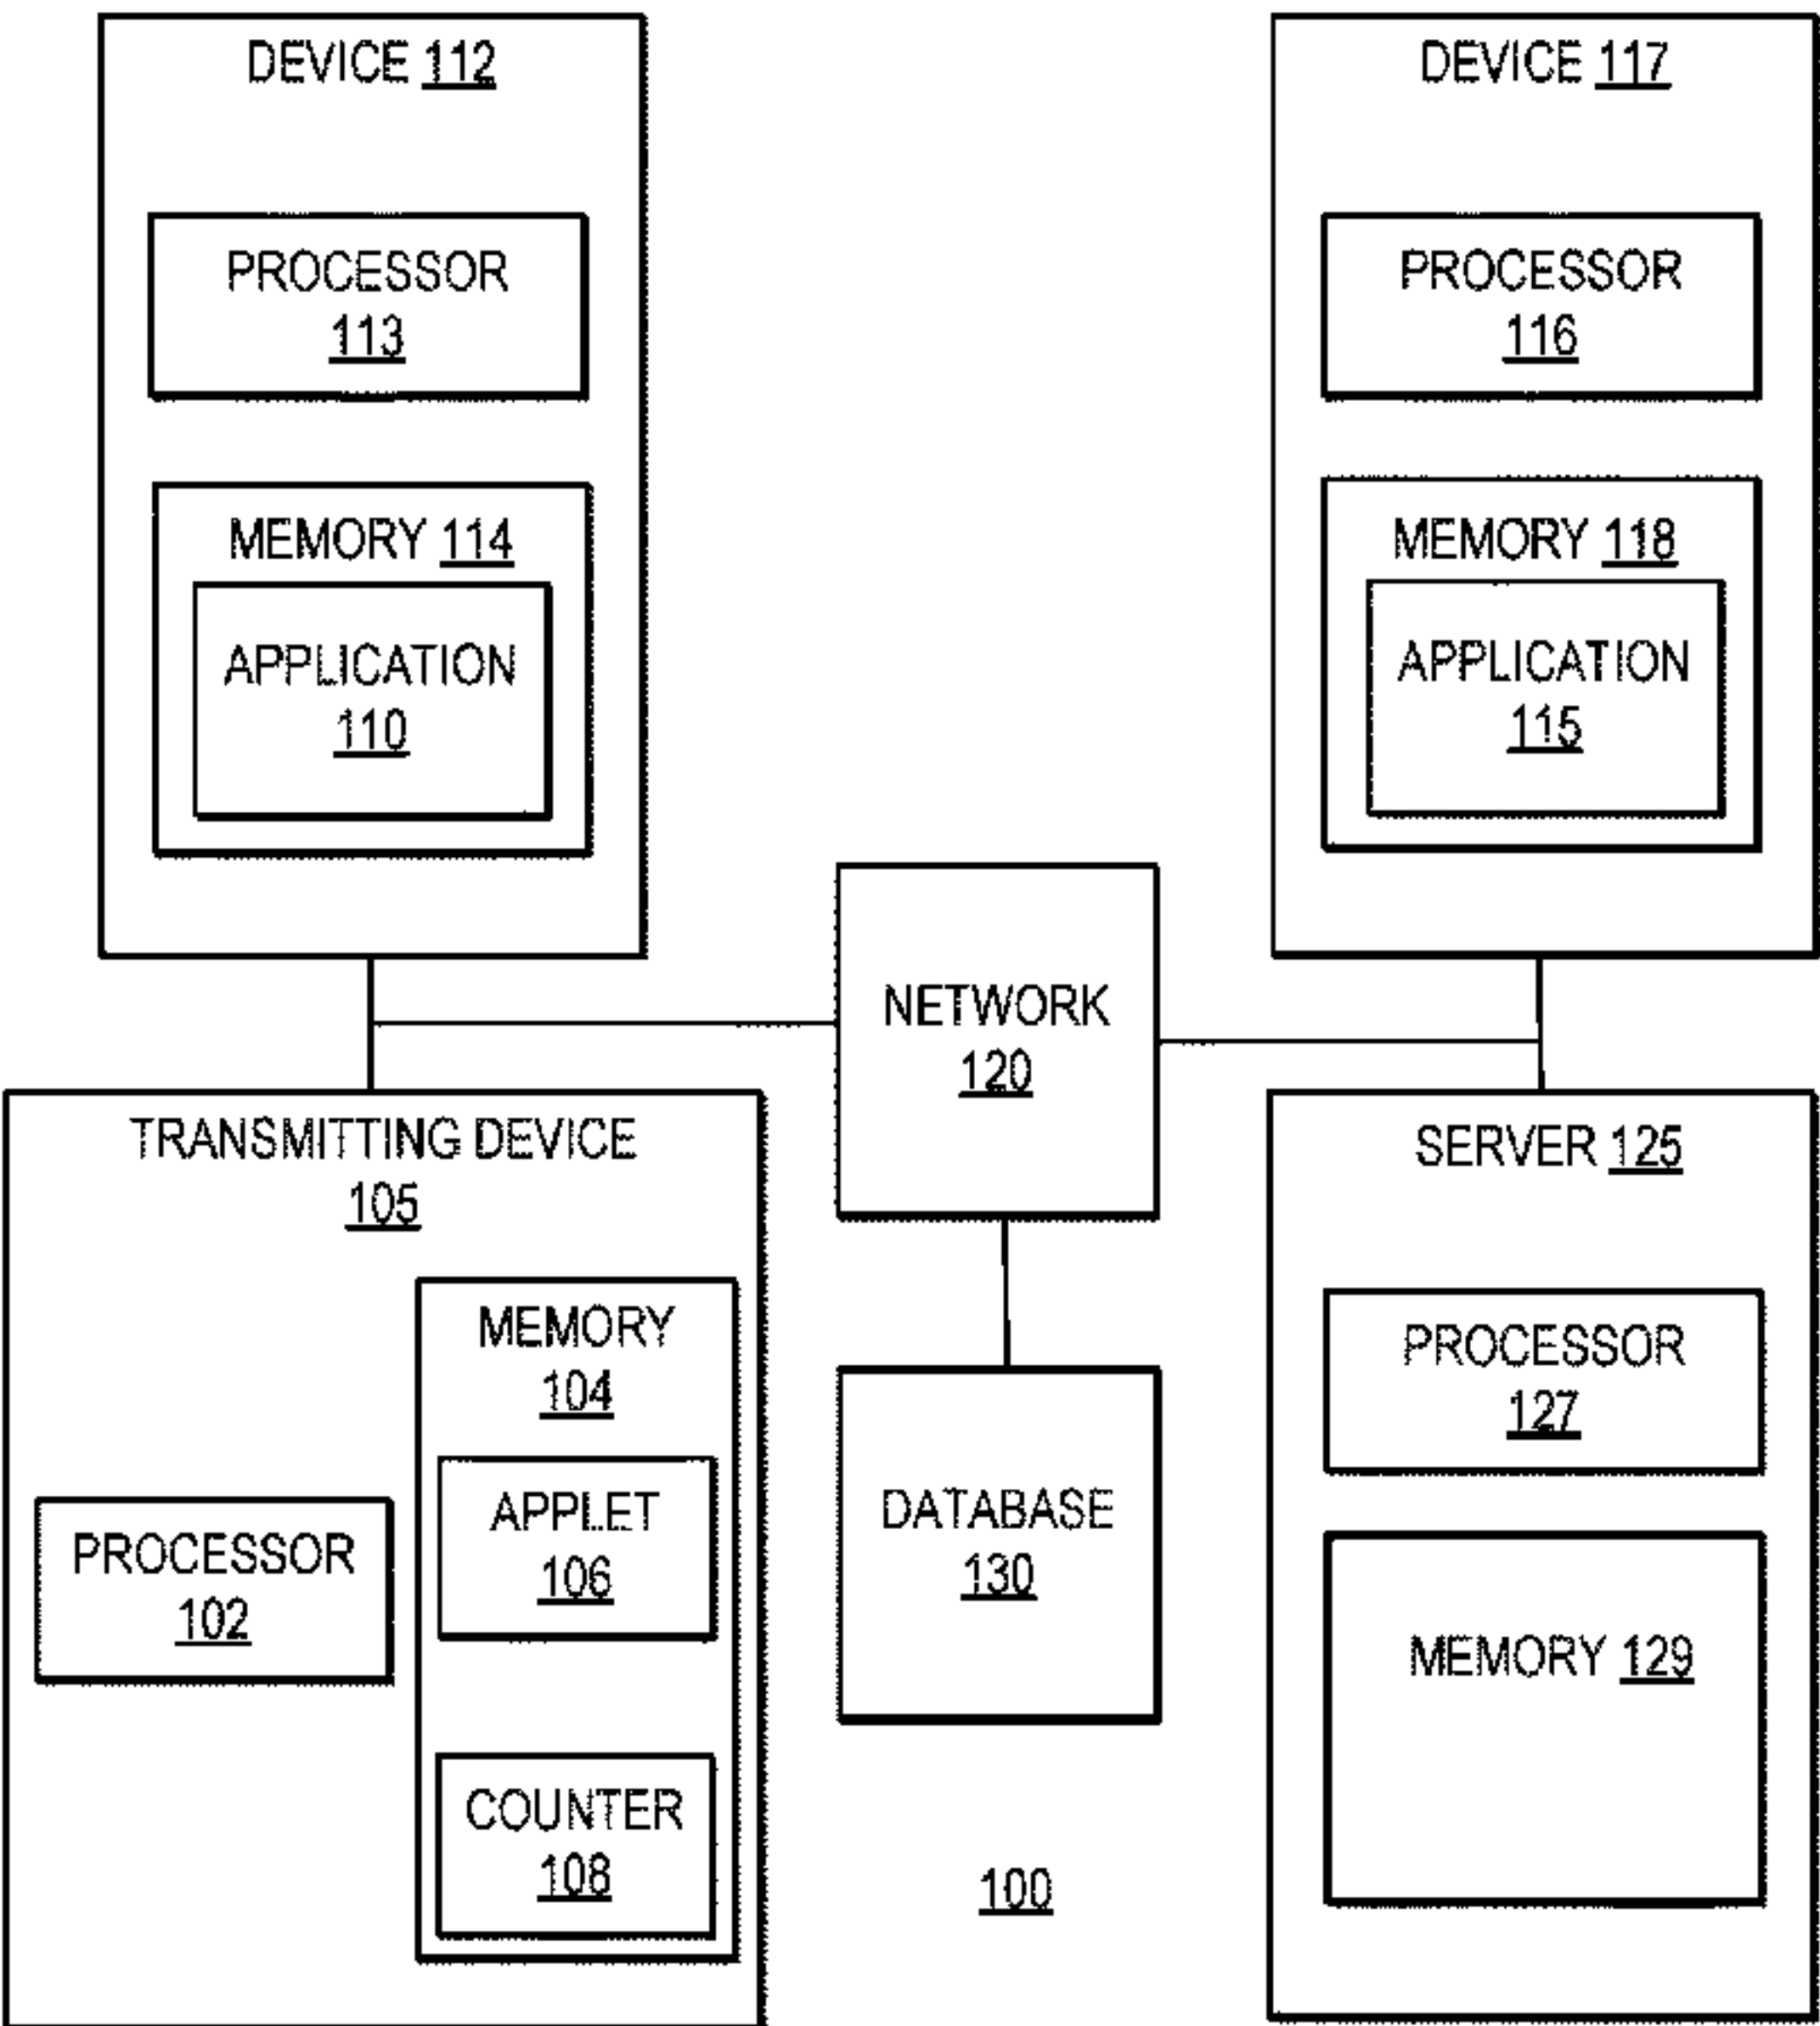 DEVICE 112
PROCESSOR
113
MEMORY 114
APPLICATION
110
DEVICE 117
PROCESSOR
116
MEMORY 118
APPLICATION
115
NETWORK
120
TRANSMITTING DEVICE
105
MEMORY
104
APPLET
106
PROCESSOR
102
COUNTER
108
DATABASE
130
100
SERVER 125
PROCESSOR
127
MEMORY 129